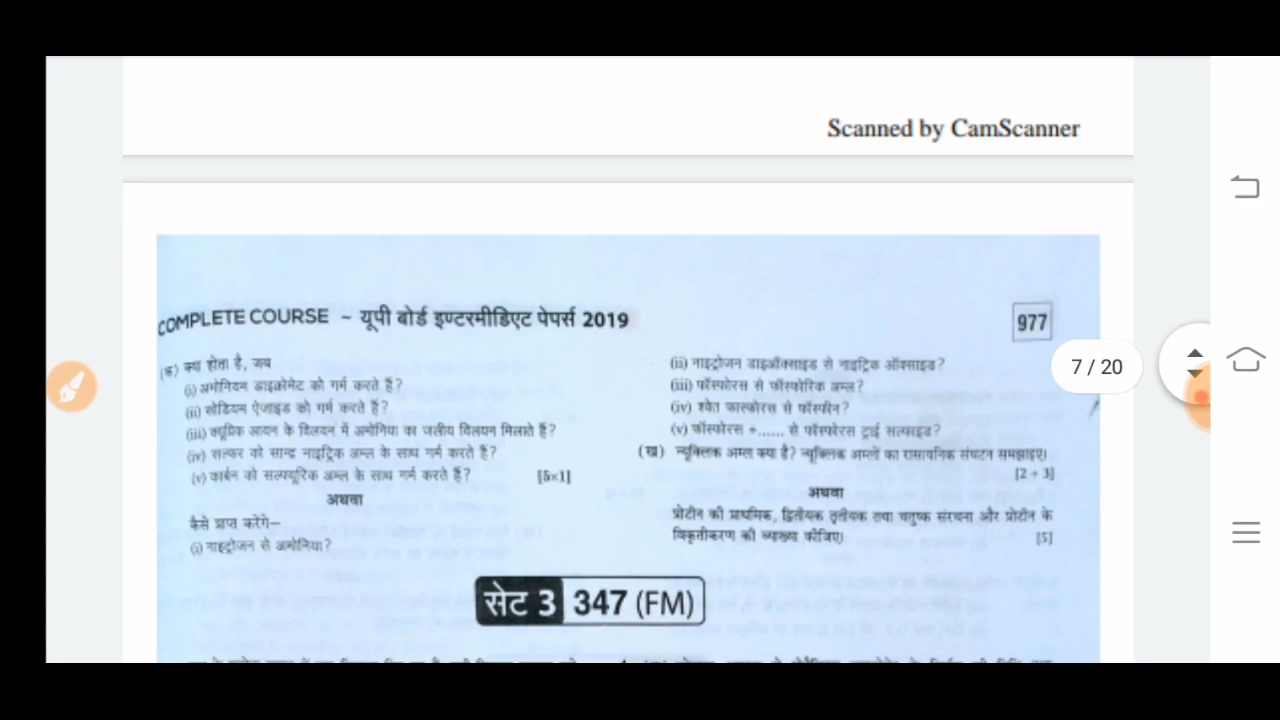 Scanned by CamScanner
COMPLETE COURSE ~ यूपी बोर्ड इण्टरमीडिएट पेपर्स 2019
977
7 / 20
(क) क्या होता है, जब
(i) अमोनियम डाइक्रोमेट को गर्म करते हैं?
(ii) सोडियम ऐजाइड को गर्म करते हैं?
(iii) क्यूप्रिक आयन के विलयन में अमोनिया का जलीय विलयन मिलाते हैं?
(iv) सल्फर को सान्द्र नाइट्रिक अम्ल के साथ गर्म करते हैं?
(v) कार्बन को सल्फ्यूरिक अम्ल के साथ गर्म करते हैं? [5×1]
अथवा
कैसे प्राप्त करेगे–
(i) नाइट्रोजन से अमोनिया?
(ii) नाइट्रोजन डाइऑक्साइड से नाइट्रिक ऑक्साइड?
(iii) फॉस्फोरस से फॉस्फोरिक अम्ल?
(iv) श्वेत फास्फोरस से फॉस्फीन?
(v) फॉस्फोरस +...... से फॉस्फोरस ट्राई सल्फाइड?
(ख) न्यूक्लिक अम्ल क्या है? न्यूक्लिक अम्लों का रासायनिक संघटन समझाइए)
[2 + 3]
अथवा
प्रोटीन की प्राथमिक, द्वितीयक तृतीयक तथा चतुष्क संरचना और प्रोटीन के
विकृतीकरण की व्याख्या कीजिए) [5]
सेट 3 347 (FM)